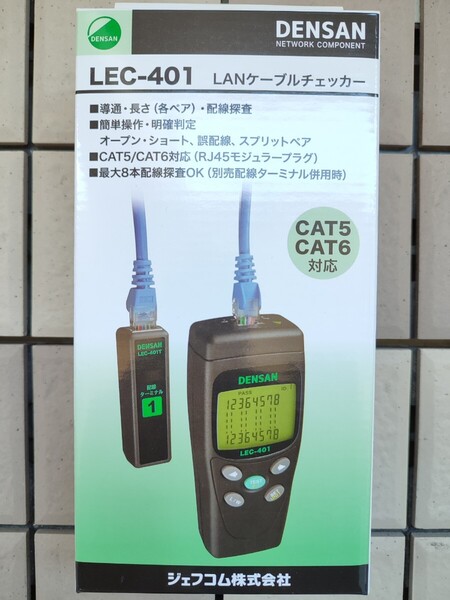 DENSAN
DENSAN
NETWORK COMPONENT
LEC-401 LANケーブルチェッカー
■導通・長さ（各ペア）・配線探査
■簡単操作・明確判定
オープン・ショート、誤配線、スプリットペア
■CAT5/CAT6対応（RJ45モジュラープラグ）
■最大8本配線探査OK（別売配線ターミナル併用時）
CAT5
CAT6
対応
DENSAN
LEC-401T
配線
ターミナル
1
DENSAN
PASS
12364578
12364578
LEC-401
ジェフコム株式会社